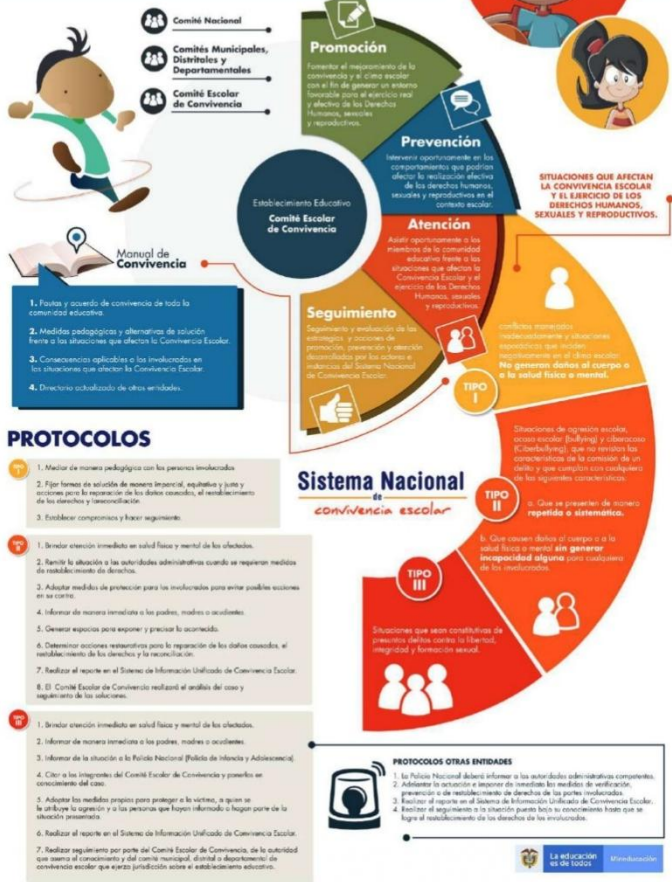 Comité Nacional
Comités Municipales,
Distritales y
Departamentales
Comité Escolar
de Convivencia
Promoción
Fomentar el mejoramiento de la
convivencia y el clima escolar
con el fin de generar un entorno
favorable para el ejercicio real
y efectivo de los Derechos
Humanos, sexuales
y reproductivos.
Prevención
Intervenir oportunamente en los
comportamientos que podrían
afectar la realización efectiva
de los derechos humanos,
sexuales y reproductivos en el
contexto escolar.
Establecimiento Educativo
Comité Escolar
de Convivencia
Atención
Asistir oportunamente a los
miembros de la comunidad
educativa frente a las
situaciones que afectan la
Convivencia Escolar y el
ejercicio de los Derechos
Humanos, sexuales
y reproductivos.
SITUACIONES QUE AFECTAN
LA CONVIVENCIA ESCOLAR
Y EL EJERCICIO DE LOS
DERECHOS HUMANOS,
SEXUALES Y REPRODUCTIVOS.
Manual de
Convivencia
1. Pautas y acuerdo de convivencia de toda la
comunidad educativa.
2. Medidas pedagógicas y alternativas de solución
frente a las situaciones que afectan la Convivencia Escolar.
3. Consecuencias aplicables a los involucrados en
las situaciones que afectan la Convivencia Escolar.
4. Directorio actualizado de otras entidades.
Seguimiento
Seguimiento y evaluación de las
estrategias y acciones de
promoción, prevención y atención
desarrolladas por los actores e
instancias del Sistema Nacional
de Convivencia Escolar.
TIPO
I
conflictos manejados
inadecuadamente y situaciones
esporádicas que inciden
negativamente en el clima escolar.
No generan daños al cuerpo o
a la salud física o mental.
TIPO
II
Situaciones de agresión escolar,
acoso escolar (bullying) y ciberacoso
(Ciberbullying), que no revistan las
características de la comisión de un
delito y que cumplan con cualquiera
de las siguientes características:
a. Que se presenten de manera
repetida o sistemática.
b. Que causen daños al cuerpo o a la
salud física o mental sin generar
incapacidad alguna para cualquiera
de los involucrados.
TIPO
III
Situaciones que sean constitutivas de
presuntos delitos contra la libertad,
integridad y formación sexual.
Sistema Nacional
de
convivencia escolar
PROTOCOLOS
TIPO
I
1. Mediar de manera pedagógica con las personas involucradas
2. Fijar formas de solución de manera imparcial, equitativa y justa y
acciones para la reparación de los daños causados, el restablecimiento
de los derechos y lareconciliación.
3. Establecer compromisos y hacer seguimiento.
TIPO
II
1. Brindar atención inmediata en salud física y mental de los afectados.
2. Remitir la situación a las autoridades administrativas cuando se requieran medidas
de restablecimiento de derechos.
3. Adoptar medidas de protección para los involucrados para evitar posibles acciones
en su contra.
4. Informar de manera inmediata a los padres, madres o acudientes.
5. Generar espacios para exponer y precisar lo acontecido.
6. Determinar acciones restaurativas para la reparación de los daños causados, el
restablecimiento de los derechos y la reconciliación.
7. Realizar el reporte en el Sistema de Información Unificado de Convivencia Escolar.
8. El Comité Escolar de Convivencia realizará el análisis del caso y
seguimiento de las soluciones.
TIPO
III
1. Brindar atención inmediata en salud física y mental de los afectados.
2. Informar de manera inmediata a los padres, madres o acudientes.
3. Informar de la situación a la Policía Nacional (Policía de Infancia y Adolescencia)
4. Citar a los integrantes del Comité Escolar de Convivencia y ponerlos en
conocimiento del caso.
5. Adoptar las medidas propias para proteger a la víctima, a quien se
le atribuye la agresión y a las personas que hayan informado o hagan parte de la
situación presentada.
6. Realizar el reporte en el Sistema de Información Unificado de Convivencia Escolar.
7. Realizar seguimiento por parte del Comité Escolar de Convivencia, de la autoridad
que asuma el conocimiento y del comité municipal, distrital o departamental de
convivencia escolar que ejerza jurisdicción sobre el establecimiento educativo.
PROTOCOLOS OTRAS ENTIDADES
1. La Policía Nacional deberá informar a las autoridades administrativas competentes.
2. Adelantar la actuación e imponer de inmediato las medidas de verificación,
prevención o de restablecimiento de derechos de las partes involucradas.
3. Realizar el reporte en el Sistema de Información Unificado de Convivencia Escolar.
4. Realizar el seguimiento a la situación puesta bajo su conocimiento hasta que se
logre el restablecimiento de los derechos de los involucrados.
La educación
es de todos
Mineducación